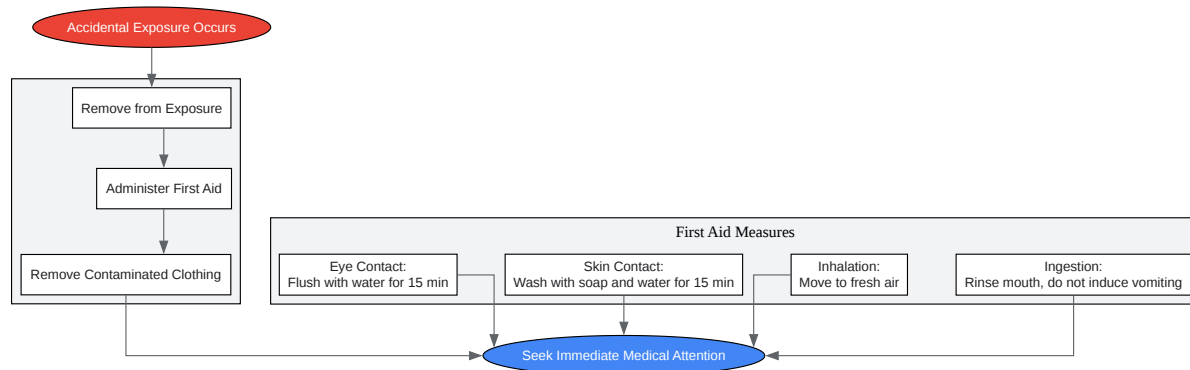 Accidental Exposure Occurs
Remove from Exposure
Administer First Aid
Remove Contaminated Clothing
First Aid Measures
Eye Contact:
Flush with water for 15 min
Skin Contact:
Wash with soap and water for 15 min
Inhalation:
Move to fresh air
Ingestion:
Rinse mouth, do not induce vomiting
Seek Immediate Medical Attention